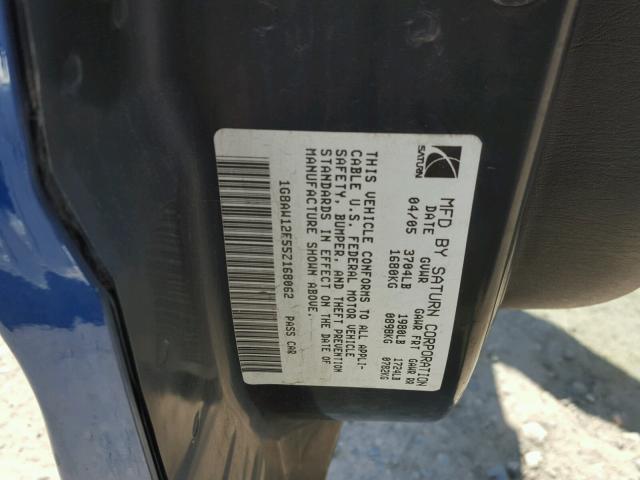 SATURN
MFD BY SATURN CORPORATION
DATE GVWR GAWR FRT GAWR RR
04/05 3704LB 1980LB 1724LB
1680KG 0898KG 0782KG
THIS VEHICLE CONFORMS TO ALL APPLI-
CABLE U.S. FEDERAL MOTOR VEHICLE
SAFETY, BUMPER, AND THEFT PREVENTION
STANDARDS IN EFFECT ON THE DATE OF
MANUFACTURE SHOWN ABOVE.
1G8AW12F55Z168062 PASS CAR